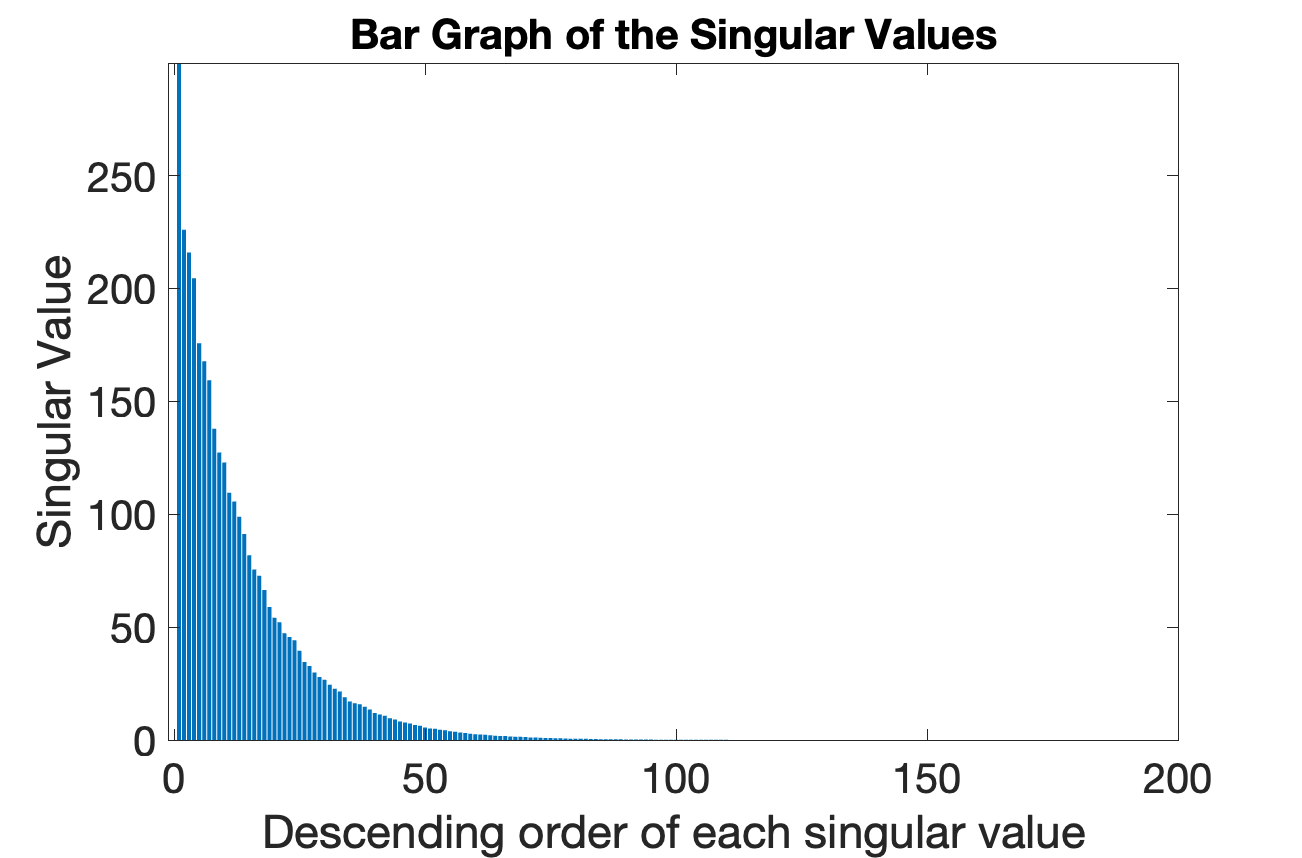 Bar Graph of the Singular Values
250
200
150
100
50
0
Singular Value
0 50 100 150 200
Descending order of each singular value